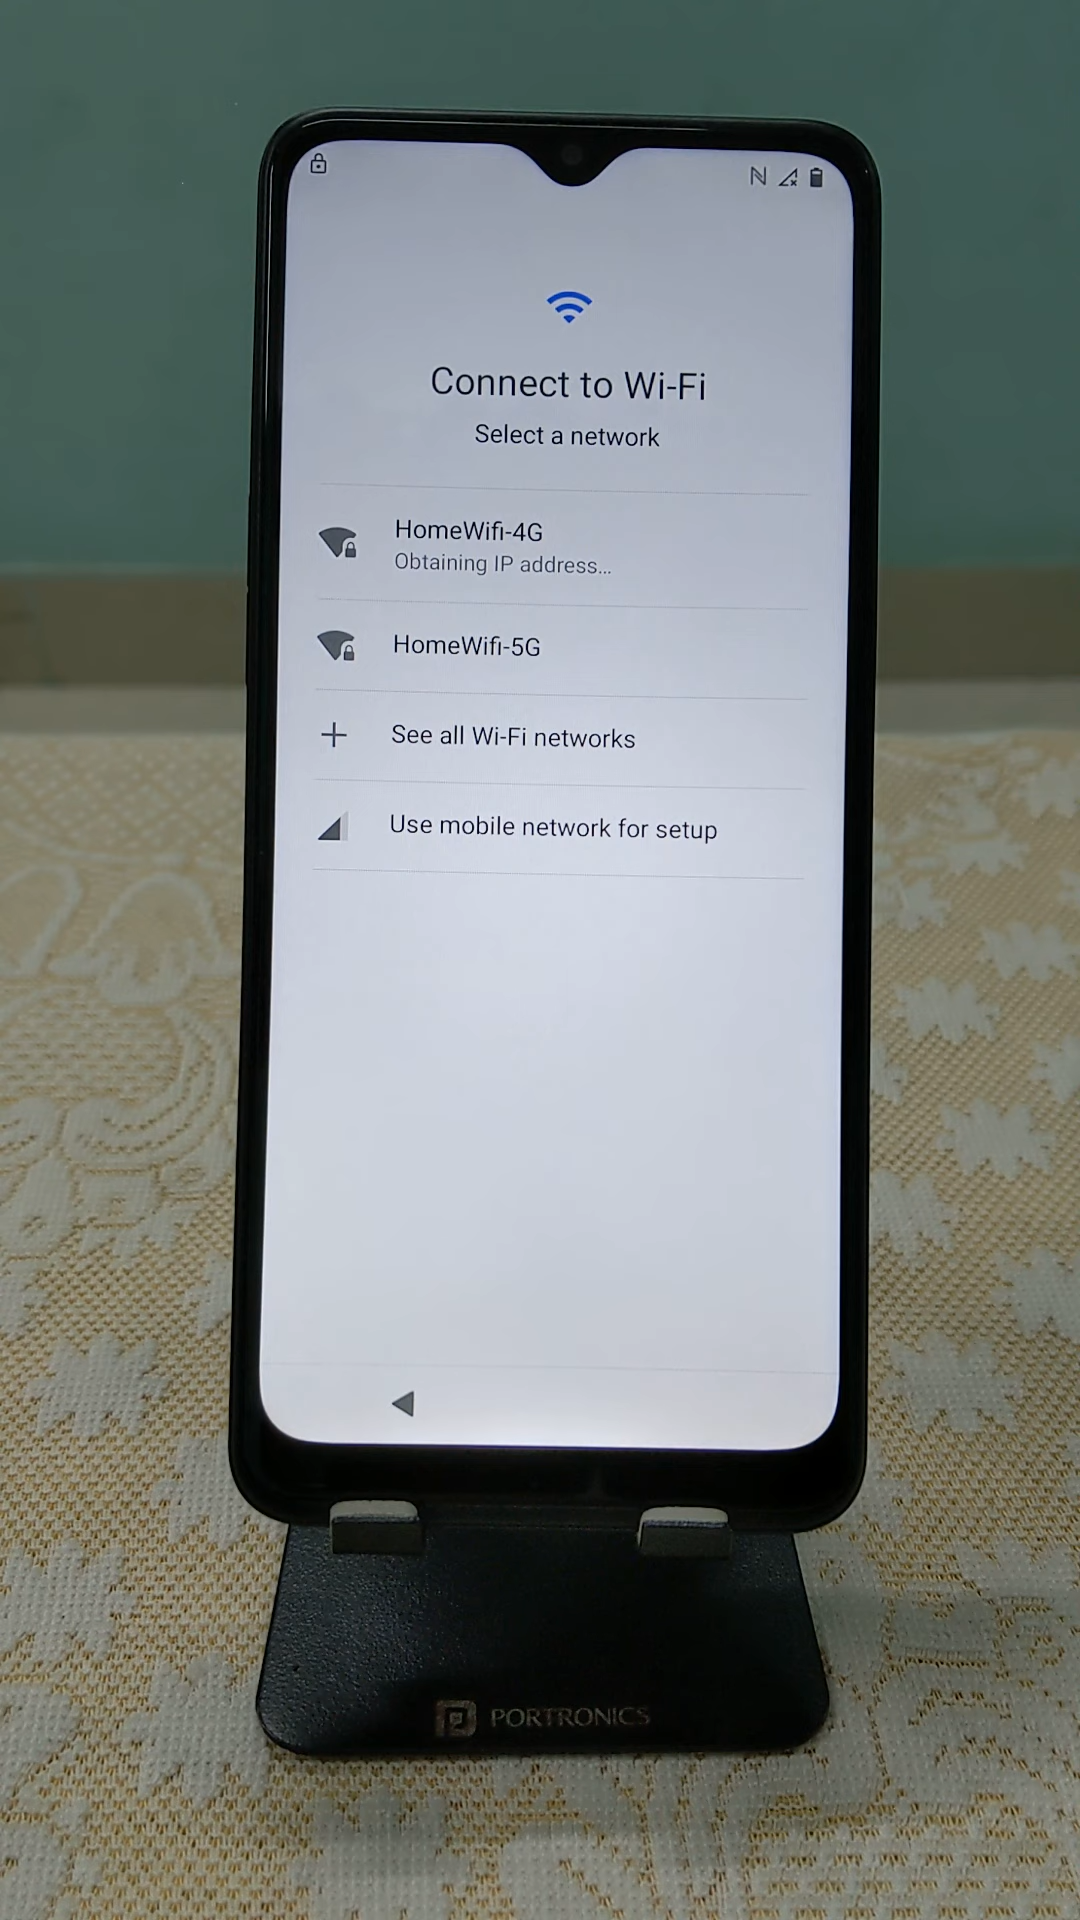 Connect to Wi-Fi
Select a network
HomeWifi-4G
Obtaining IP address...
HomeWifi-5G
See all Wi-Fi networks
Use mobile network for setup
PORTRONICS